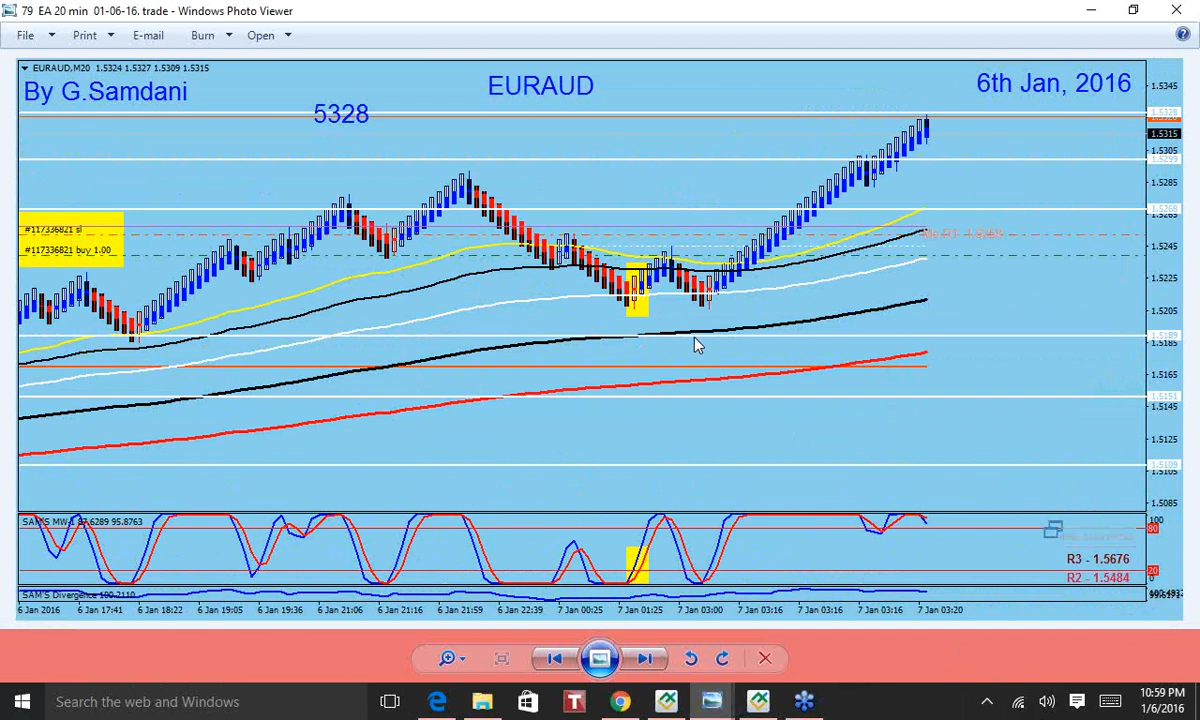 79 EA 20 min 01-06-16. trade - Windows Photo Viewer
File Print E-mail Burn Open
EURAUD,M20 1.5324 1.5327 1.5309 1.5315
By G.Samdani
EURAUD
6th Jan, 2016
5328
1.5345
1.5328
1.5315
1.5305
1.5299
1.5285
1.5268
1.5265
#117336821 sl
1.5245
#117336821 buy 1.00
1.5225
1.5205
1.5189
1.5185
1.5165
1.5151
1.5145
1.5125
1.5109
1.5105
1.5085
SAM'S MW-1 87.6289 95.8763
100
80
R3 - 1.5676
20
R2 - 1.5484
0
SAM'S Divergence 100.2110
6 Jan 2016 6 Jan 17:41 6 Jan 18:22 6 Jan 19:05 6 Jan 19:36 6 Jan 21:06 6 Jan 21:16 6 Jan 21:59 6 Jan 22:39 7 Jan 00:25 7 Jan 01:25 7 Jan 03:00 7 Jan 03:16 7 Jan 03:16 7 Jan 03:16 7 Jan 03:20
Search the web and Windows
10:59 PM
1/6/2016